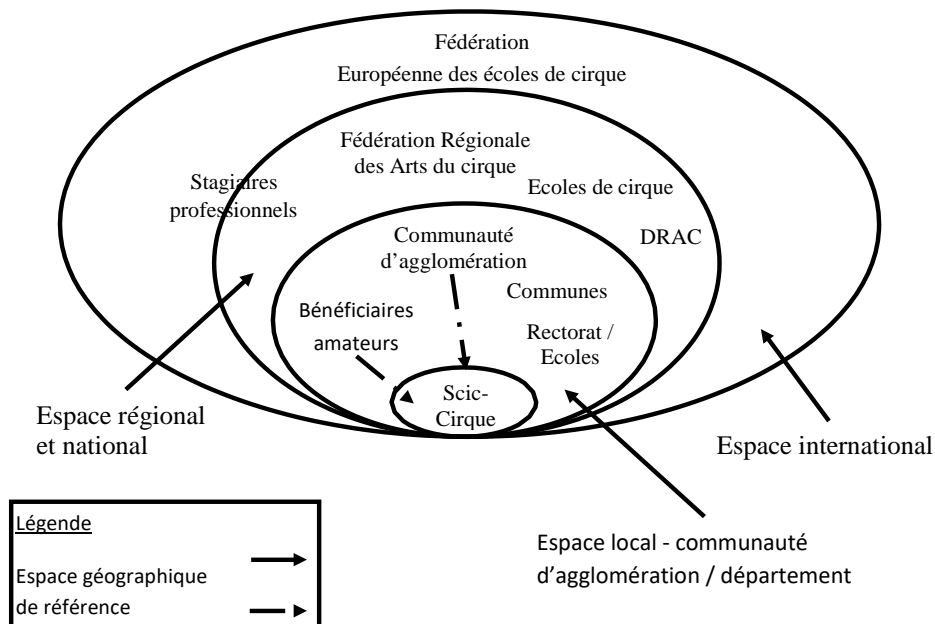 Fédération
Européenne des écoles de cirque
Fédération Régionale
des Arts du cirque
Stagiaires
professionnels
Ecoles de cirque
DRAC
Communauté
d'agglomération
Communes
Bénéficiaires
amateurs
Rectorat /
Ecoles
Scic-
Cirque
Espace régional
et national
Espace international
Espace local - communauté
d'agglomération / département
Légende
Espace géographique
de référence